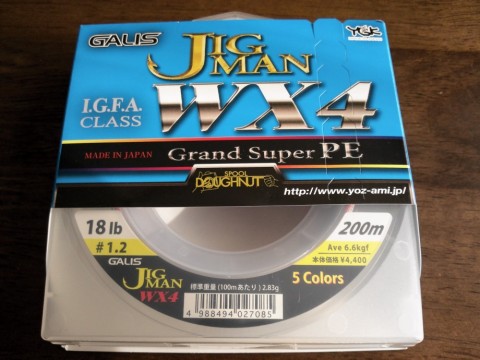 GALIS
JIG MAN
YGK
I.G.F.A.
CLASS
WX4
MADE IN JAPAN
Grand Super PE
SPOOL
DOUGHNUT
http://www.yoz-ami.jp/
18 lb
200m
#1.2
Ave 6.6kgf
本体価格 ¥4,400
GALIS
JIG
MAN
WX4
5 Colors
標準重量 (100mあたり) 2.83g
4 988494 027085